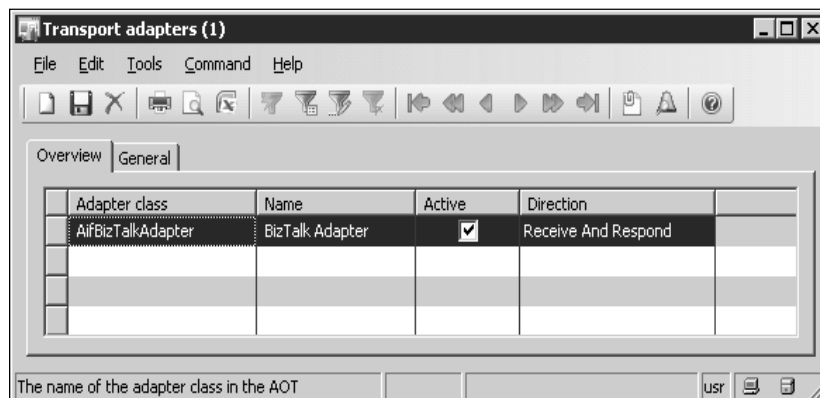 Transport adapters (1)
File Edit Tools Command Help
Overview General
Adapter class Name Active Direction
AifBizTalkAdapter BizTalk Adapter Receive And Respond
The name of the adapter class in the AOT usr